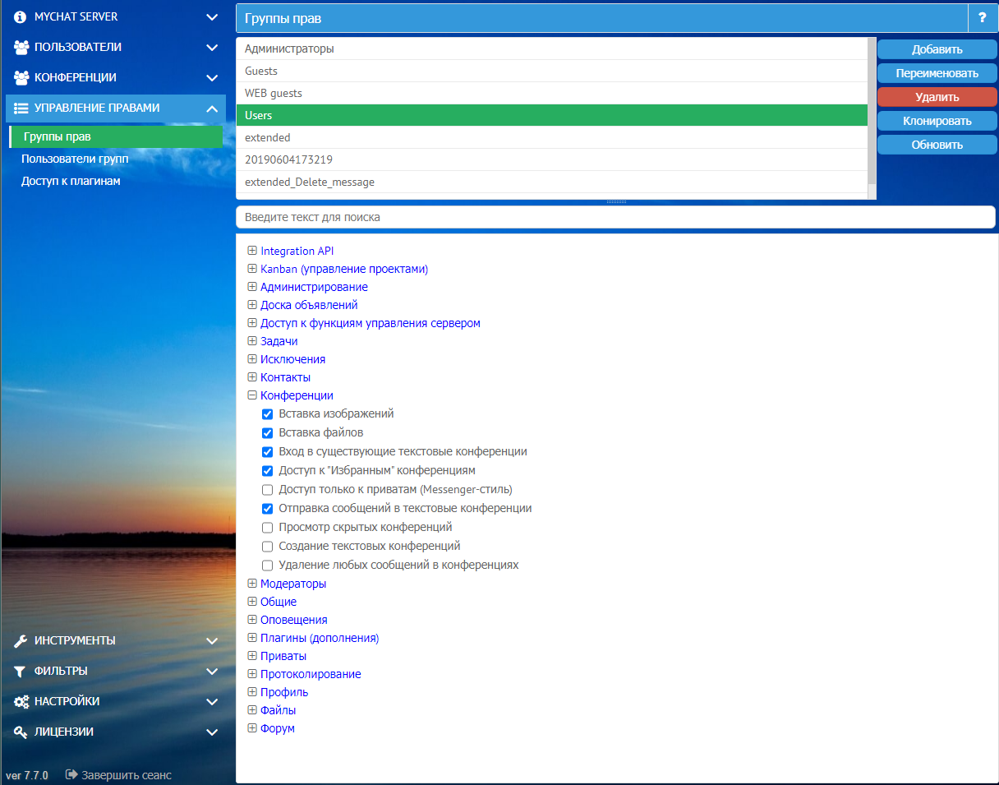 MYCHAT SERVER
ПОЛЬЗОВАТЕЛИ
КОНФЕРЕНЦИИ
УПРАВЛЕНИЕ ПРАВАМИ
Группы прав
Пользователи групп
Доступ к плагинам
ИНСТРУМЕНТЫ
ФИЛЬТРЫ
НАСТРОЙКИ
ЛИЦЕНЗИИ
ver 7.7.0 Завершить сеанс
Группы прав ?
Администраторы
Guests
WEB guests
Users
extended
20190604173219
extended_Delete_message
Добавить
Переименовать
Удалить
Клонировать
Обновить
Введите текст для поиска
Integration API
Kanban (управление проектами)
Администрирование
Доска объявлений
Доступ к функциям управления сервером
Задачи
Исключения
Контакты
Конференции
Вставка изображений
Вставка файлов
Вход в существующие текстовые конференции
Доступ к "Избранным" конференциям
Доступ только к приватам (Messenger-стиль)
Отправка сообщений в текстовые конференции
Просмотр скрытых конференций
Создание текстовых конференций
Удаление любых сообщений в конференциях
Модераторы
Общие
Оповещения
Плагины (дополнения)
Приваты
Протоколирование
Профиль
Файлы
Форум